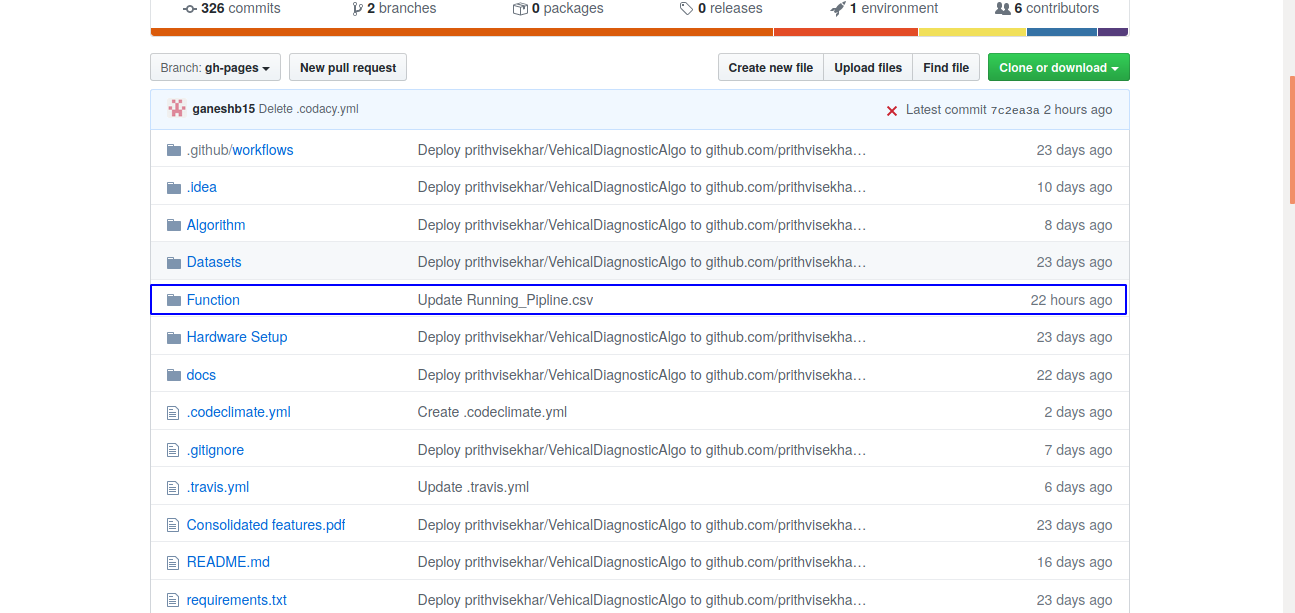 326 commits 2 branches 0 packages 0 releases 1 environment 6 contributors
Branch: gh-pages New pull request Create new file Upload files Find file Clone or download
ganeshb15 Delete .codacy.yml Latest commit 7c2ea3a 2 hours ago
.github/workflows Deploy prithvisekhar/VehicalDiagnosticAlgo to github.com/prithvisekha… 23 days ago
.idea Deploy prithvisekhar/VehicalDiagnosticAlgo to github.com/prithvisekha… 10 days ago
Algorithm Deploy prithvisekhar/VehicalDiagnosticAlgo to github.com/prithvisekha… 8 days ago
Datasets Deploy prithvisekhar/VehicalDiagnosticAlgo to github.com/prithvisekha… 23 days ago
Function Update Running_Pipline.csv 22 hours ago
Hardware Setup Deploy prithvisekhar/VehicalDiagnosticAlgo to github.com/prithvisekha… 23 days ago
docs Deploy prithvisekhar/VehicalDiagnosticAlgo to github.com/prithvisekha… 22 days ago
.codeclimate.yml Create .codeclimate.yml 2 days ago
.gitignore Deploy prithvisekhar/VehicalDiagnosticAlgo to github.com/prithvisekha… 7 days ago
.travis.yml Update .travis.yml 6 days ago
Consolidated features.pdf Deploy prithvisekhar/VehicalDiagnosticAlgo to github.com/prithvisekha… 23 days ago
README.md Deploy prithvisekhar/VehicalDiagnosticAlgo to github.com/prithvisekha… 16 days ago
requirements.txt Deploy prithvisekhar/VehicalDiagnosticAlgo to github.com/prithvisekha… 23 days ago